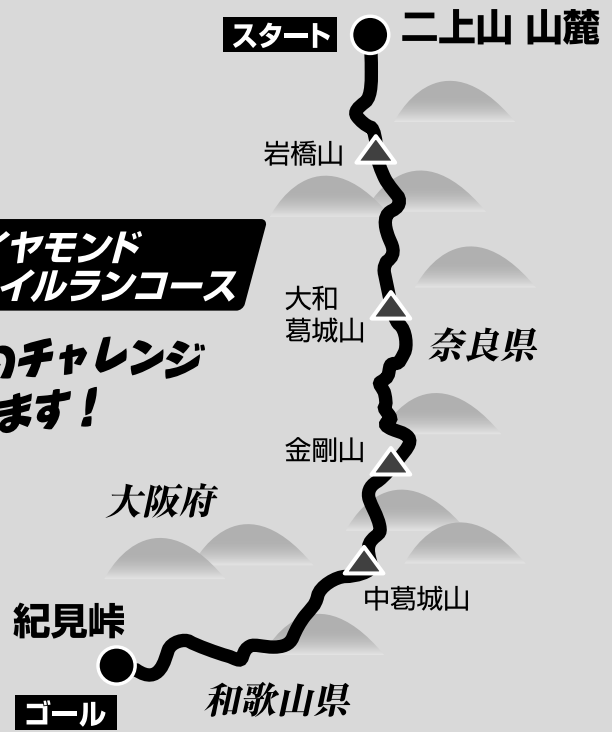 スタート
二上山 山麓
岩橋山
イヤモンド
イルランコース
大和
葛城山
奈良県
のチャレンジ
ます！
金剛山
大阪府
中葛城山
紀見峠
和歌山県
ゴール